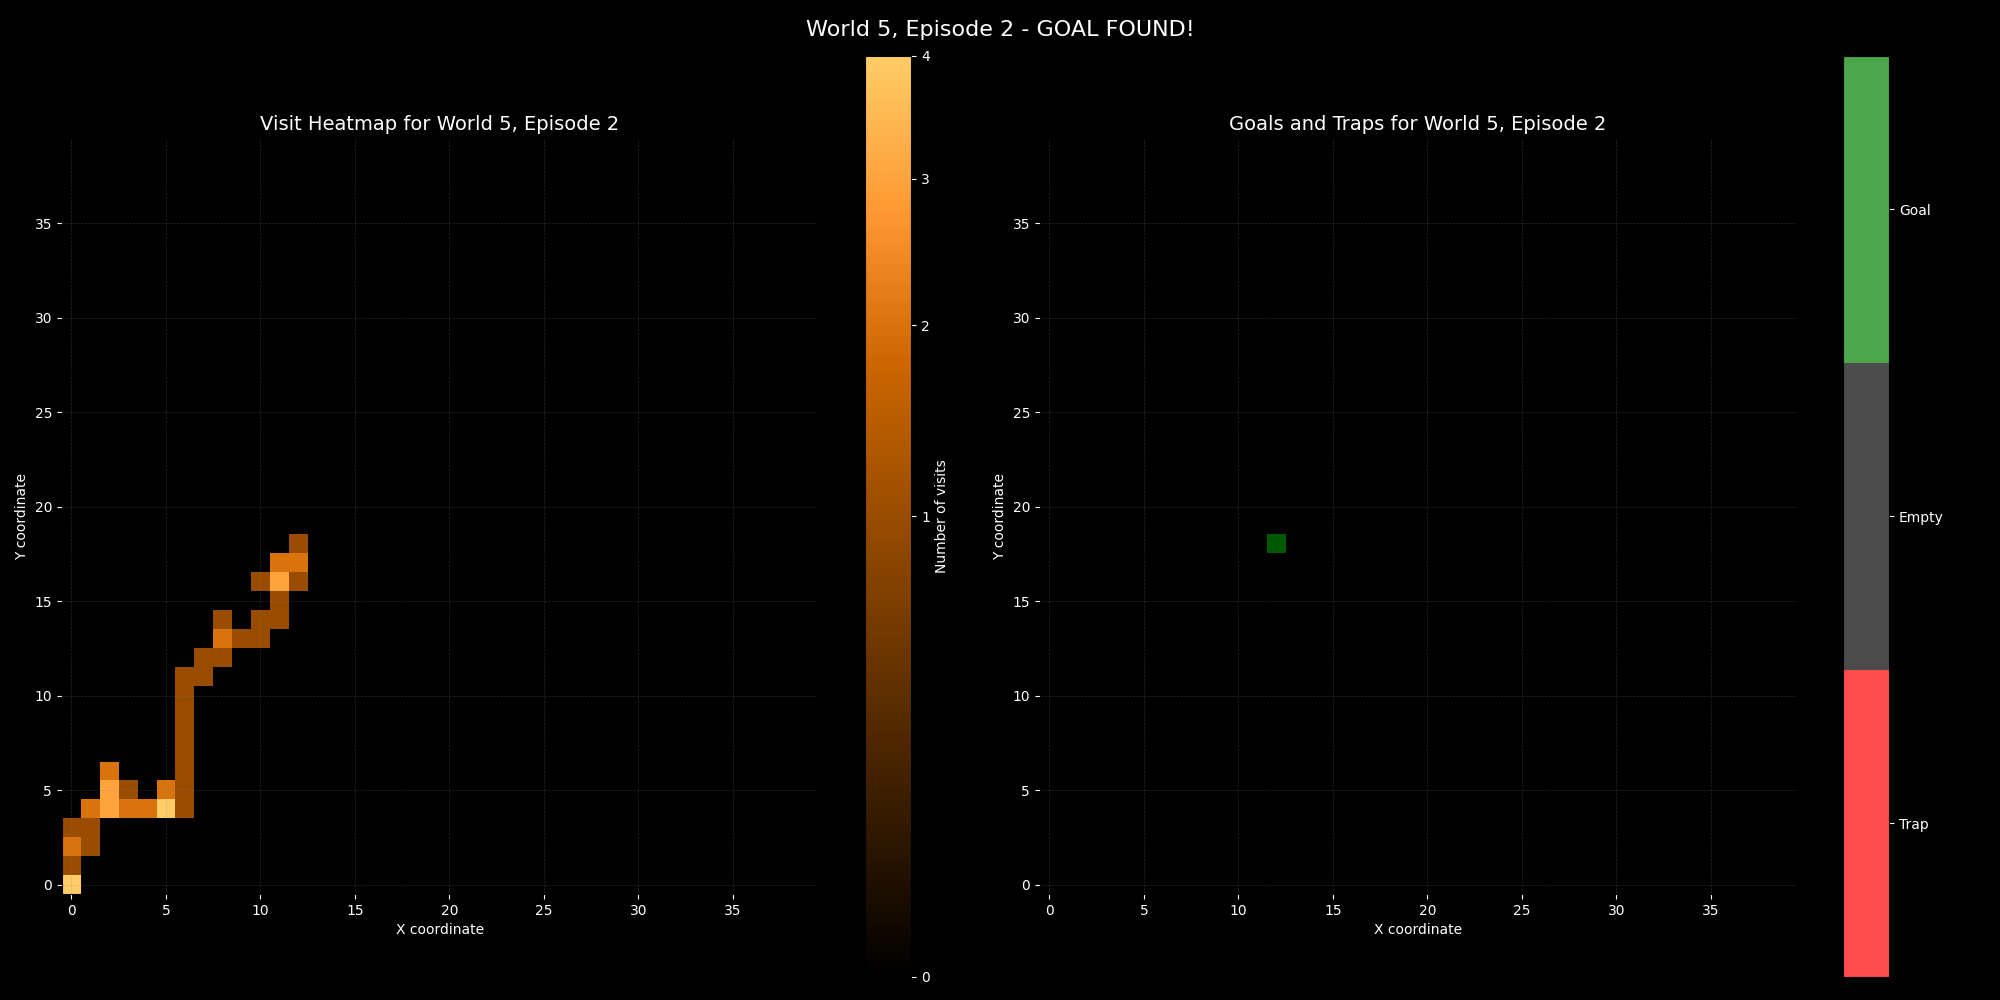 World 5, Episode 2 - GOAL FOUND!
Visit Heatmap for World 5, Episode 2
Y coordinate
35
30
25
20
15
10
5
0
0 5 10 15 20 25 30 35
X coordinate
4
3
2
1
0
Number of visits
Goals and Traps for World 5, Episode 2
Y coordinate
35
30
25
20
15
10
5
0
0 5 10 15 20 25 30 35
X coordinate
Goal
Empty
Trap